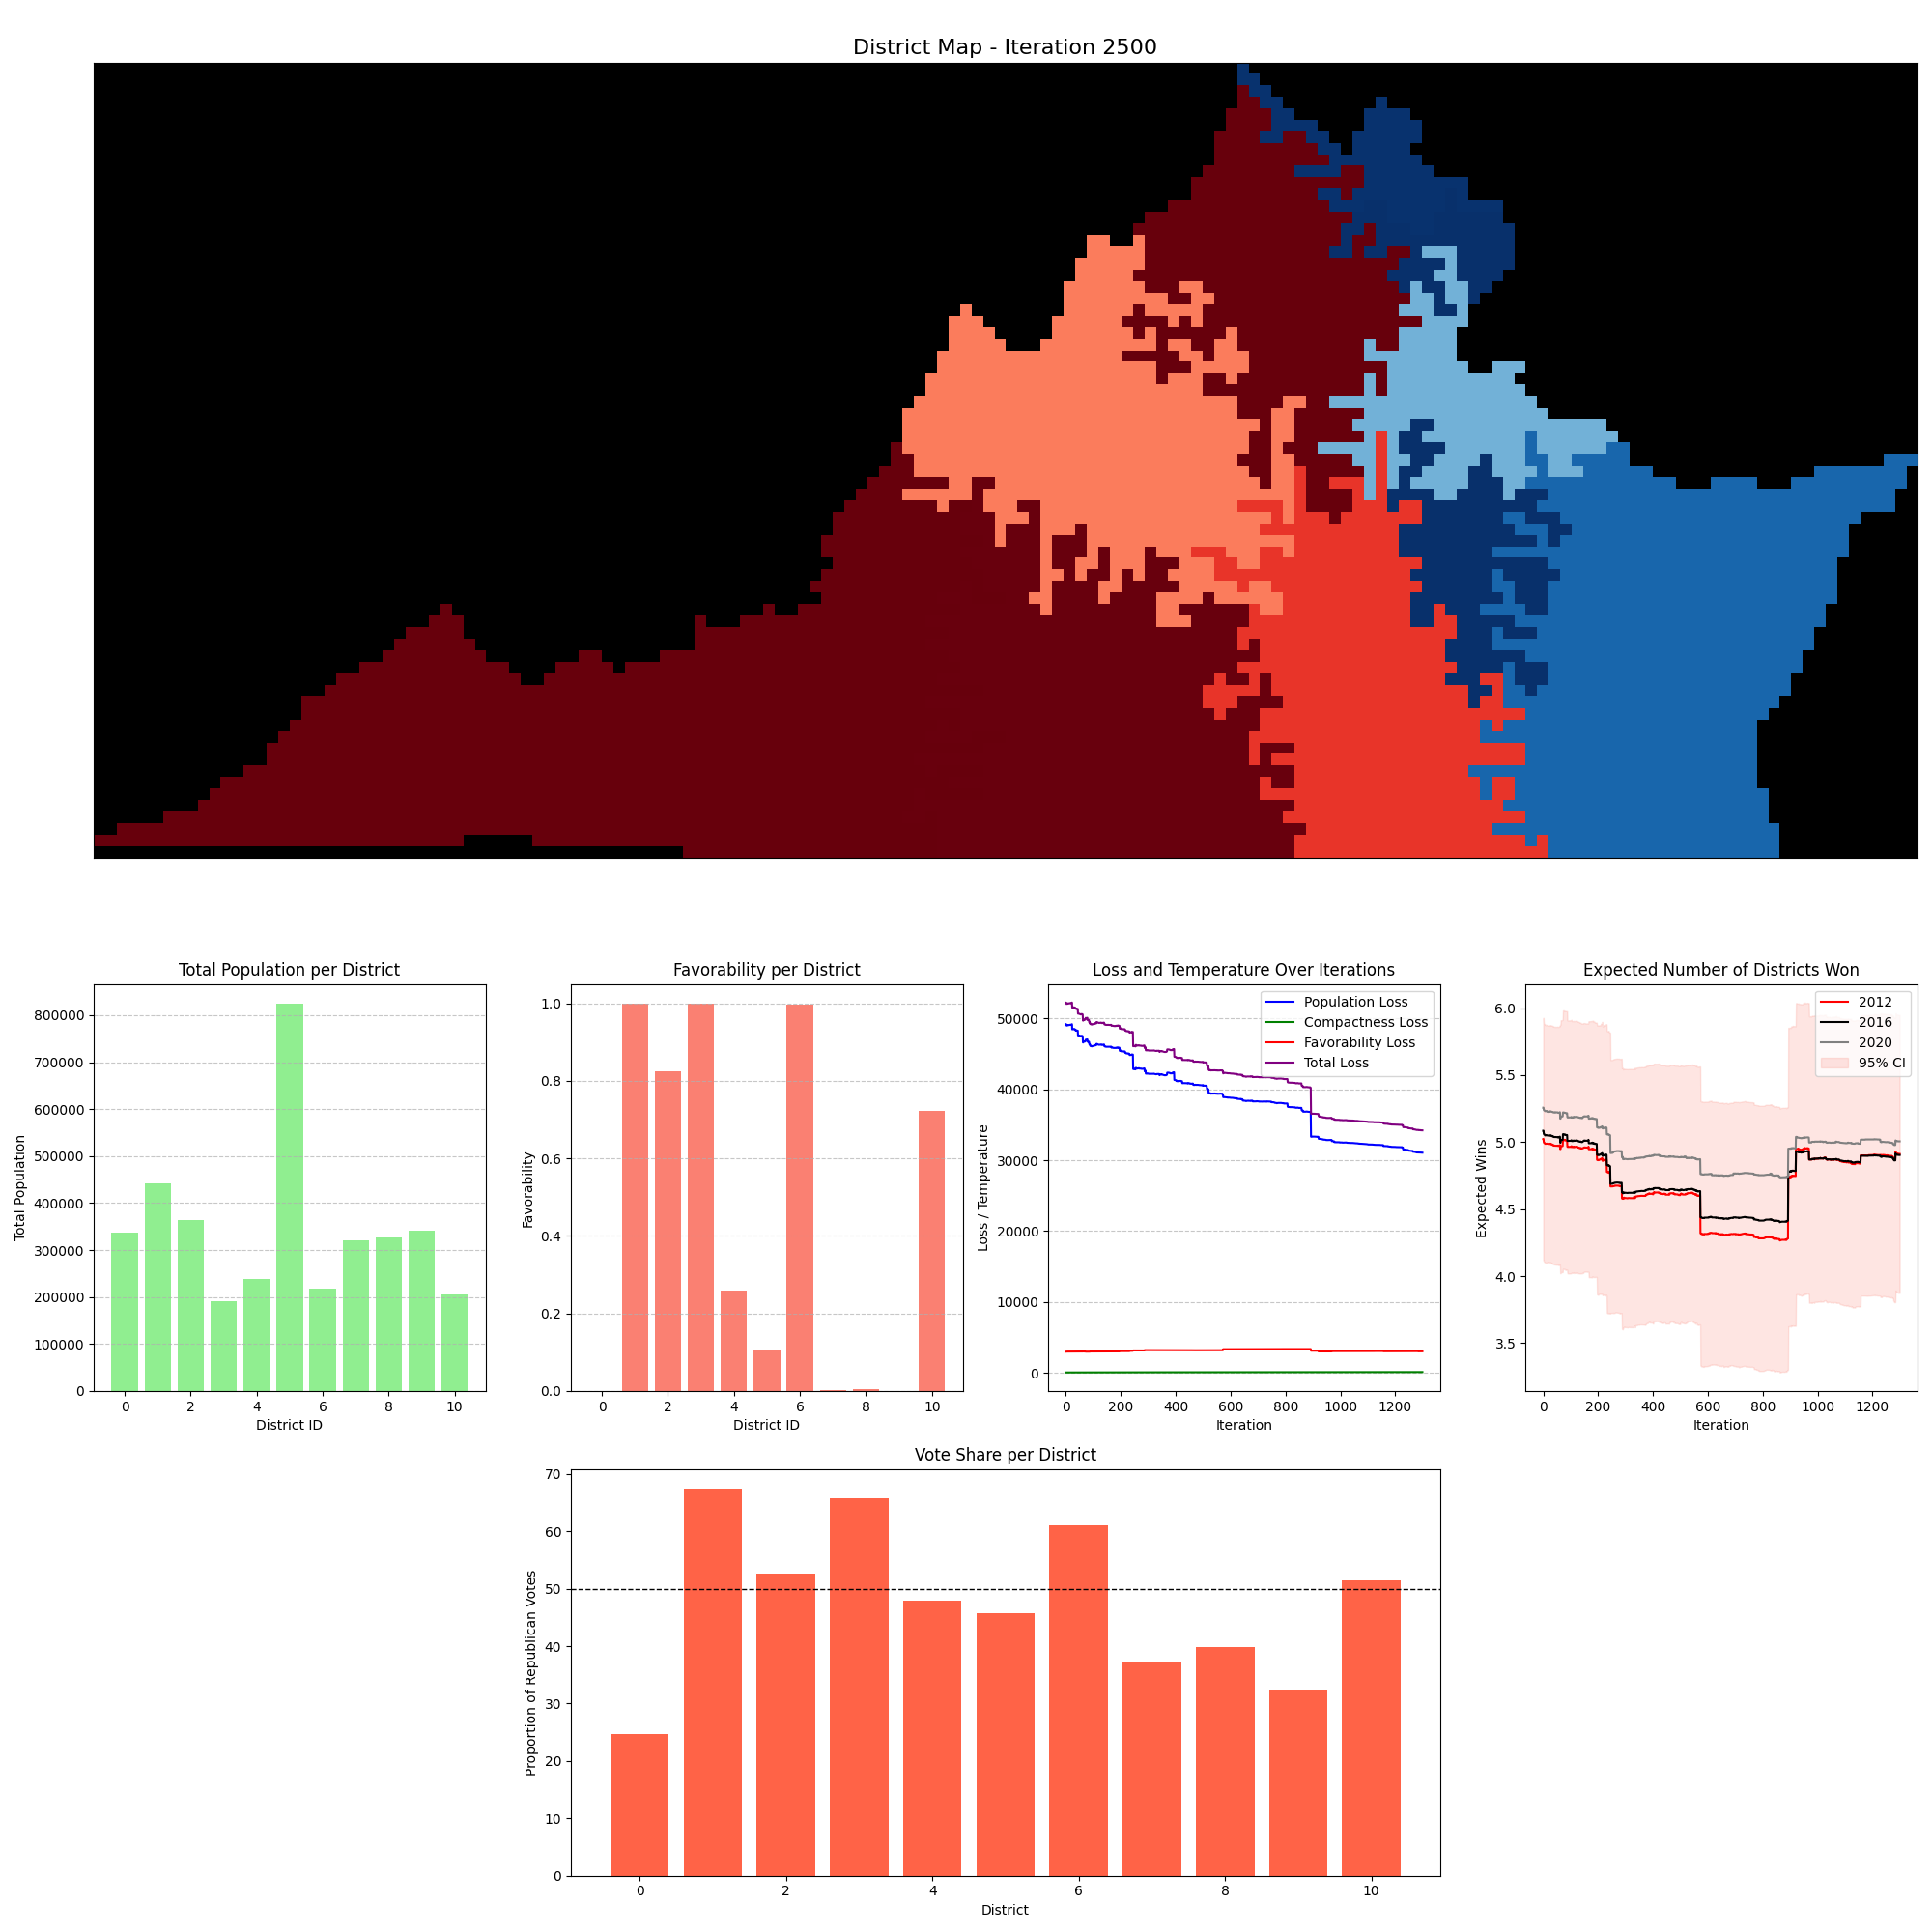 District Map - Iteration 2500
Total Population per District
Total Population
800000
700000
600000
500000
400000
300000
200000
100000
0
0 2 4 6 8 10
District ID
Favorability per District
Favorability
1.0
0.8
0.6
0.4
0.2
0.0
0 2 4 6 8 10
District ID
Loss and Temperature Over Iterations
Loss / Temperature
50000
40000
30000
20000
10000
0
Population Loss
Compactness Loss
Favorability Loss
Total Loss
0 200 400 600 800 1000 1200
Iteration
Expected Number of Districts Won
Expected Wins
6.0
5.5
5.0
4.5
4.0
3.5
2012
2016
2020
95% CI
0 200 400 600 800 1000 1200
Iteration
Vote Share per District
Proportion of Republican Votes
70
60
50
40
30
20
10
0
0 2 4 6 8 10
District